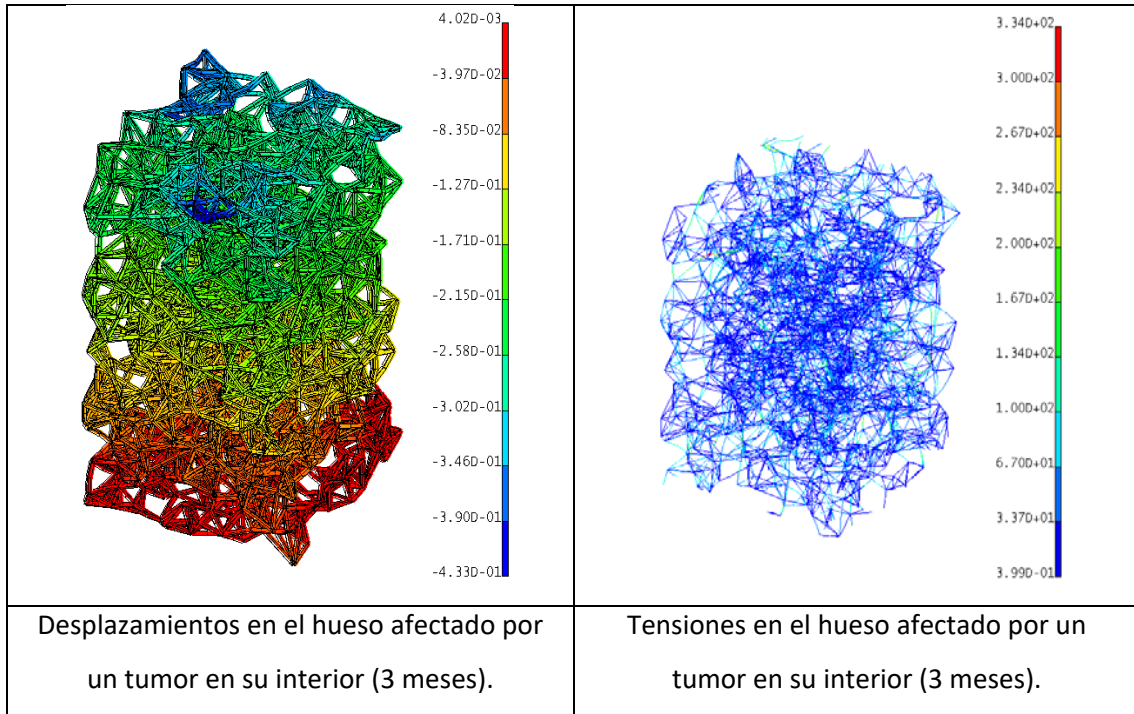 4.02D-03
-3.97D-02
-8.35D-02
-1.27D-01
-1.71D-01
-2.15D-01
-2.58D-01
-3.02D-01
-3.46D-01
-3.90D-01
-4.33D-01
3.34D+02
3.00D+02
2.67D+02
2.34D+02
2.00D+02
1.67D+02
1.34D+02
1.00D+02
6.70D+01
3.37D+01
3.99D-01
Desplazamientos en el hueso afectado por
un tumor en su interior (3 meses).
Tensiones en el hueso afectado por un
tumor en su interior (3 meses).